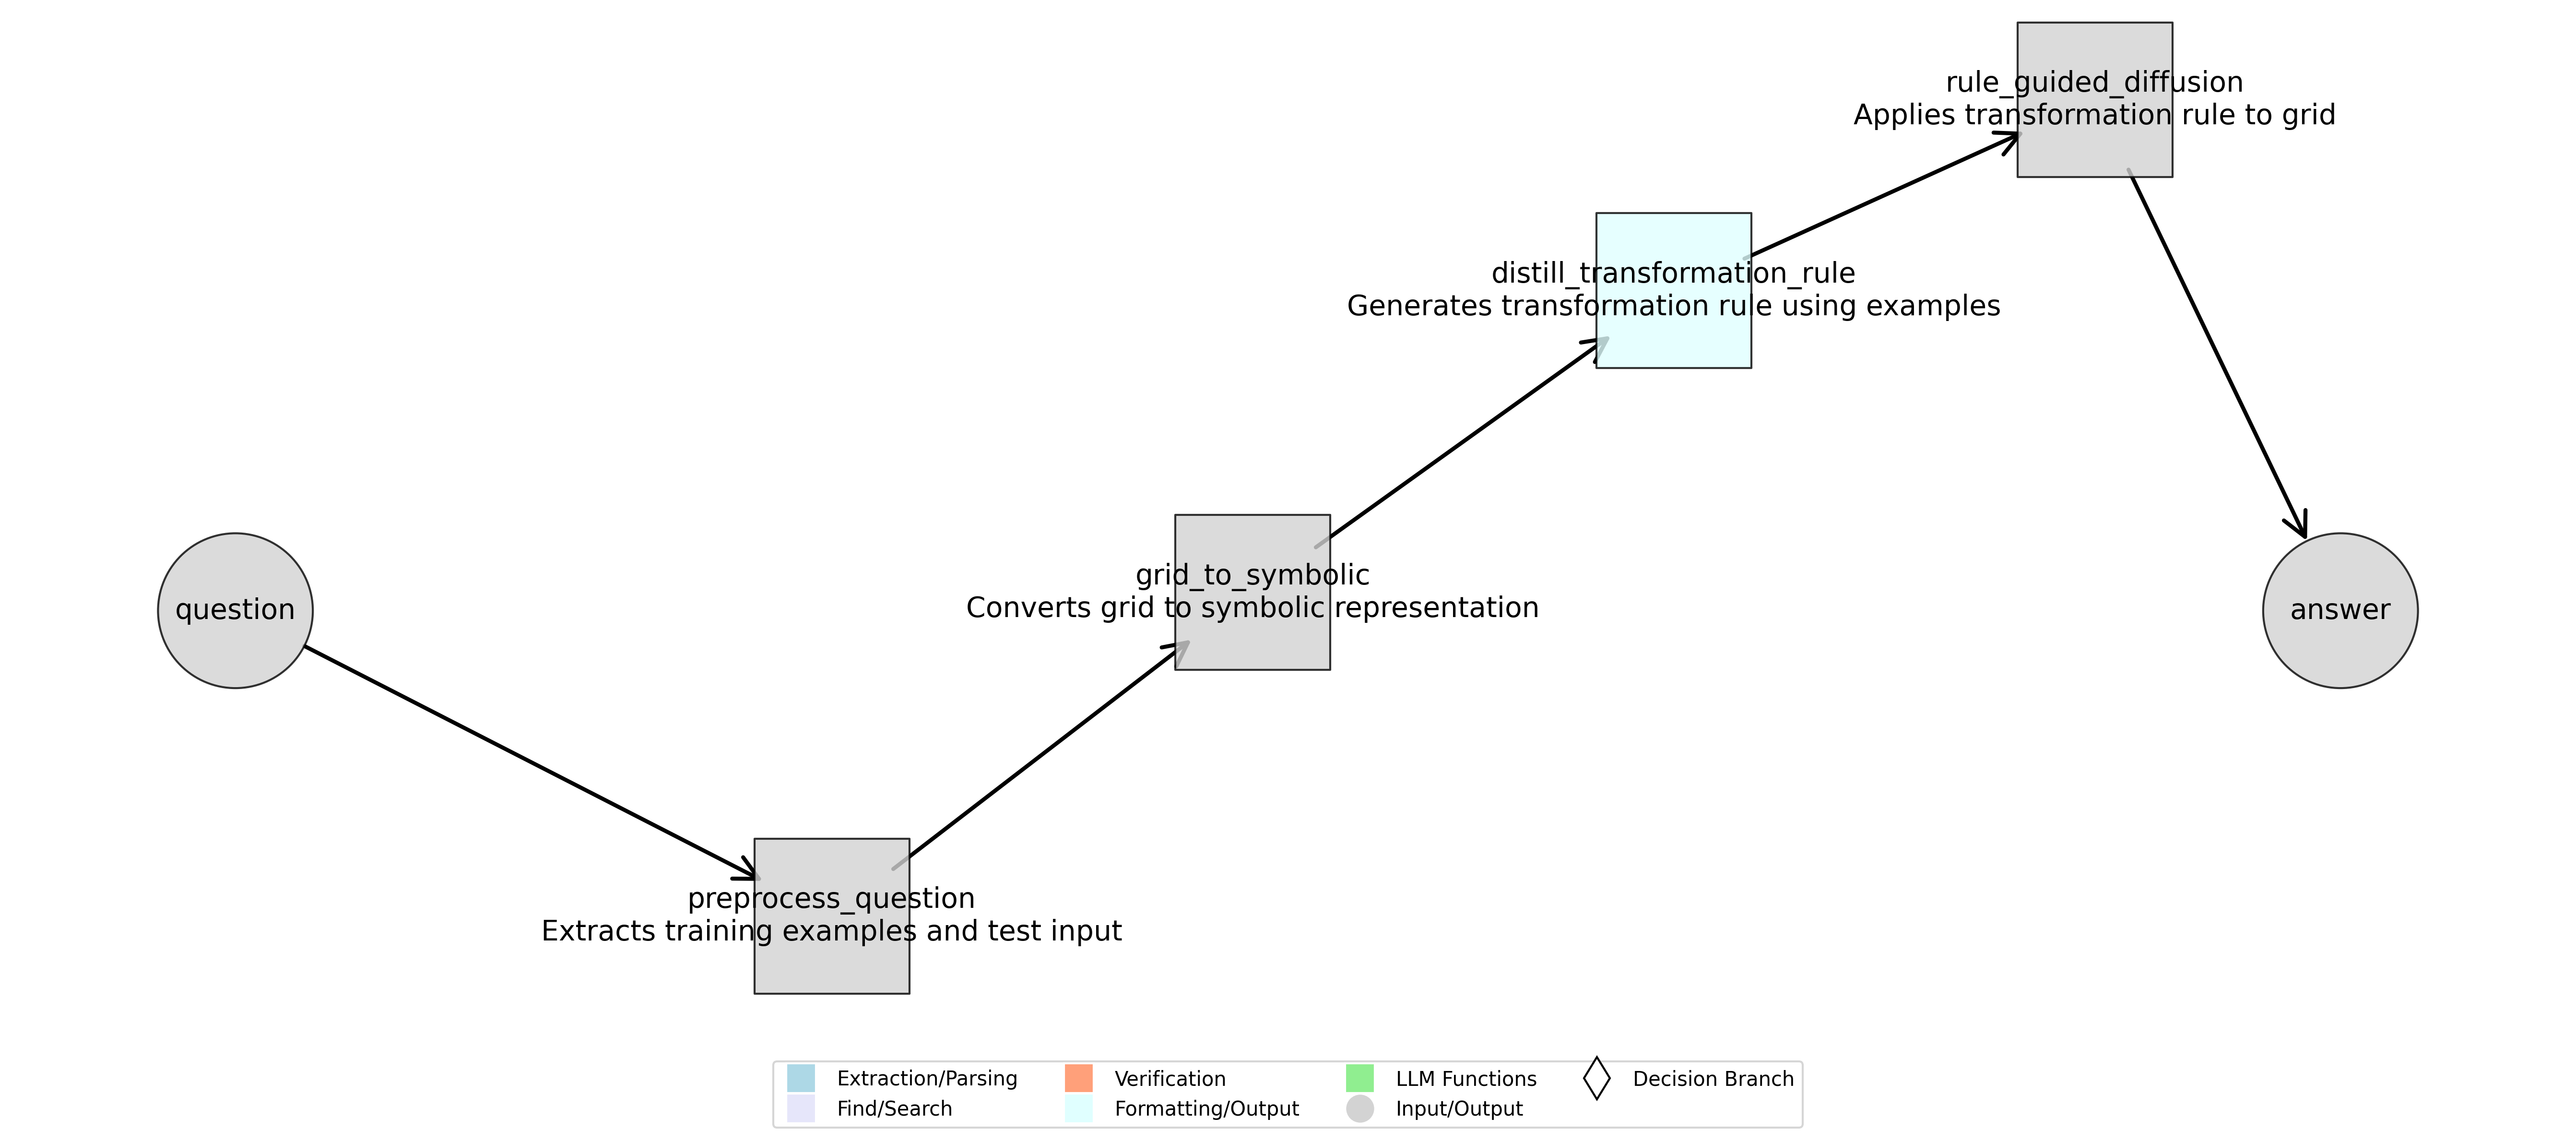 rule_guided_diffusion
Applies transformation rule to grid
distill_transformation_rule
Generates transformation rule using examples
grid_to_symbolic
Converts grid to symbolic representation
question
answer
preprocess_question
Extracts training examples and test input
Extraction/Parsing
Find/Search
Verification
Formatting/Output
LLM Functions
Input/Output
Decision Branch